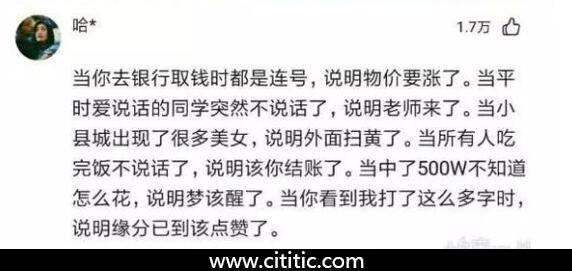 哈*
1.7万
当你去银行取钱时都是连号，说明物价要涨了。当平
时爱说话的同学突然不说话了，说明老师来了。当小
县城出现了很多美女，说明外面扫黄了。当所有人吃
完饭不说话了，说明该你结账了。当中了500W不知道
怎么花，说明梦该醒了。当你看到我打了这么多字时，
说明缘分已到该点赞了。
www.cititic.com